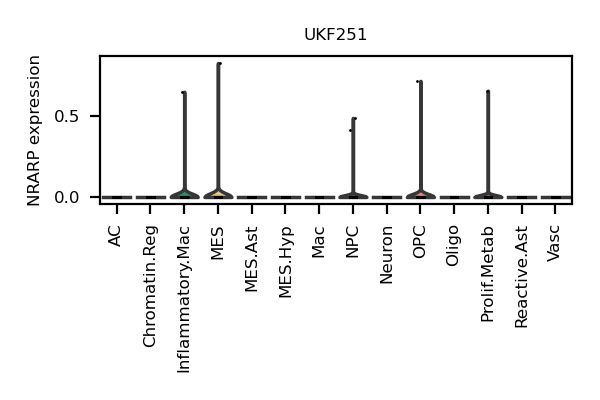 UKF251
NRARP expression
0.5
0.0
AC
Chromatin.Reg
Inflammatory.Mac
MES
MES.Ast
MES.Hyp
Mac
NPC
Neuron
OPC
Oligo
Prolif.Metab
Reactive.Ast
Vasc